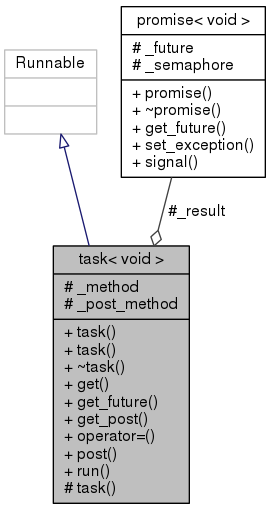 promise< void >
# _future
# _semaphore
+ promise()
+ ~promise()
+ get_future()
+ set_exception()
+ signal()
Runnable
#_result
task< void >
# _method
# _post_method
+ task()
+ task()
+ ~task()
+ get()
+ get_future()
+ get_post()
+ operator=()
+ post()
+ run()
# task()